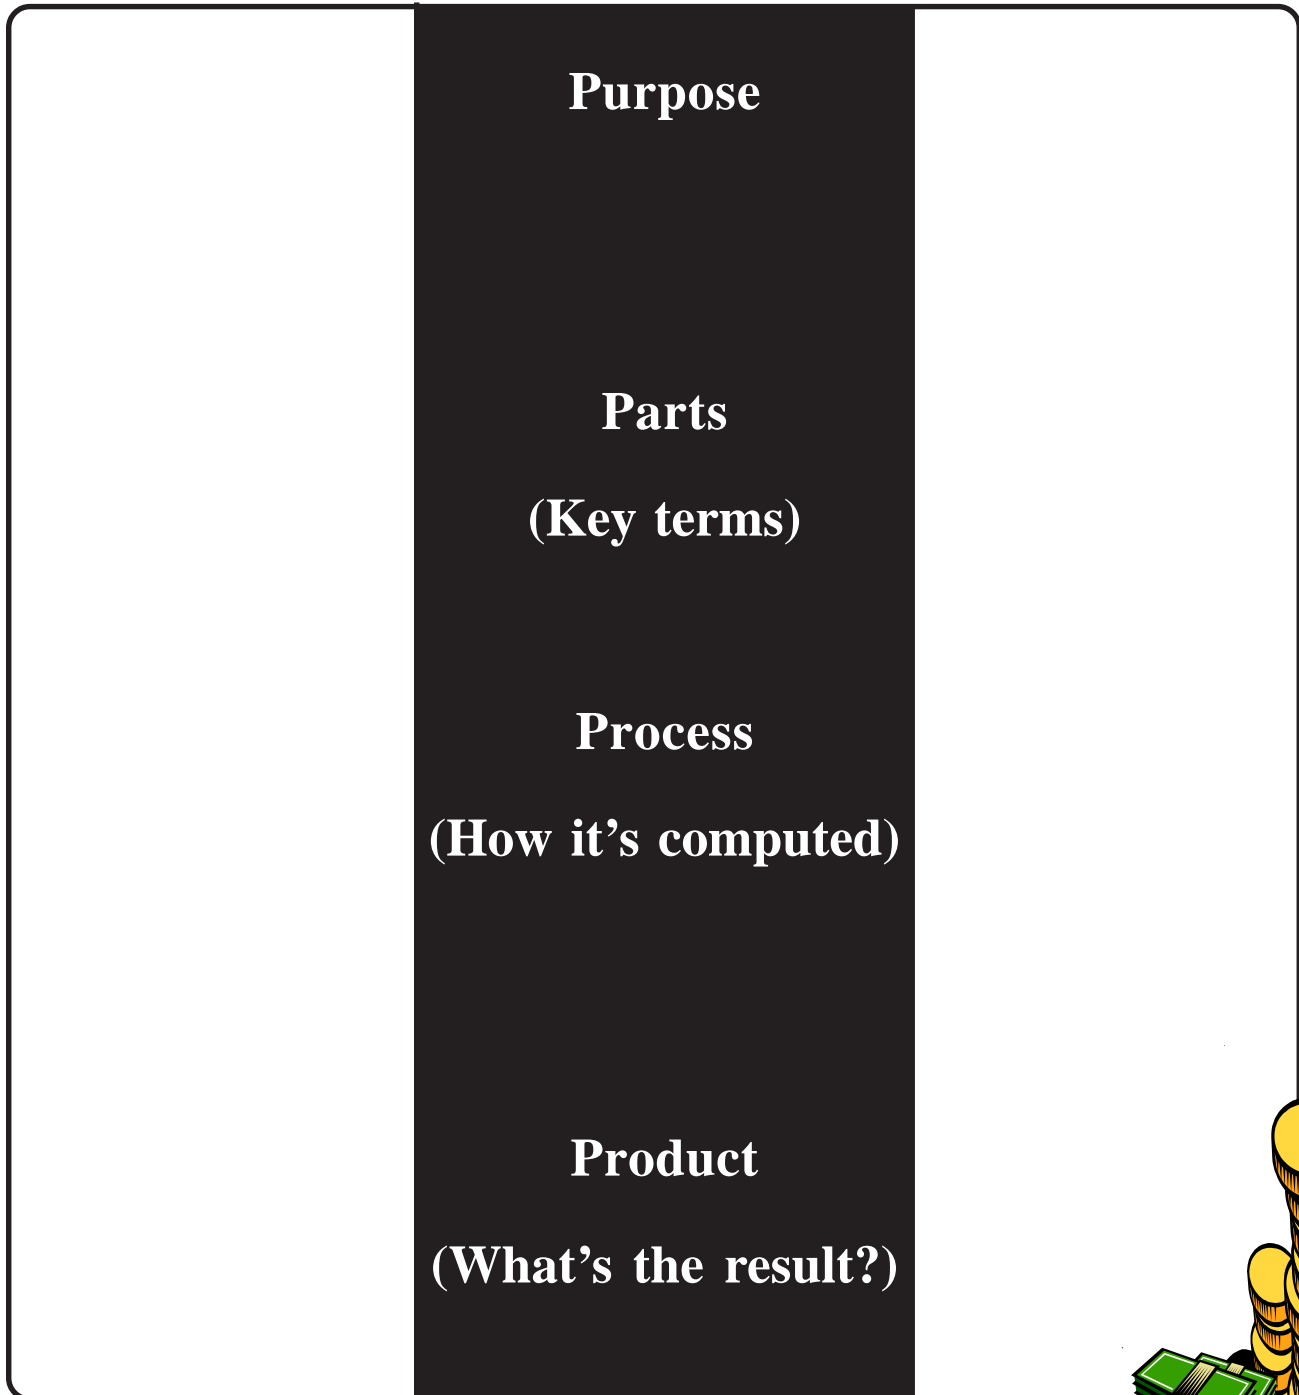 Purpose
Parts
(Key terms)
Process
(How it’s computed)
Product
(What’s the result?)